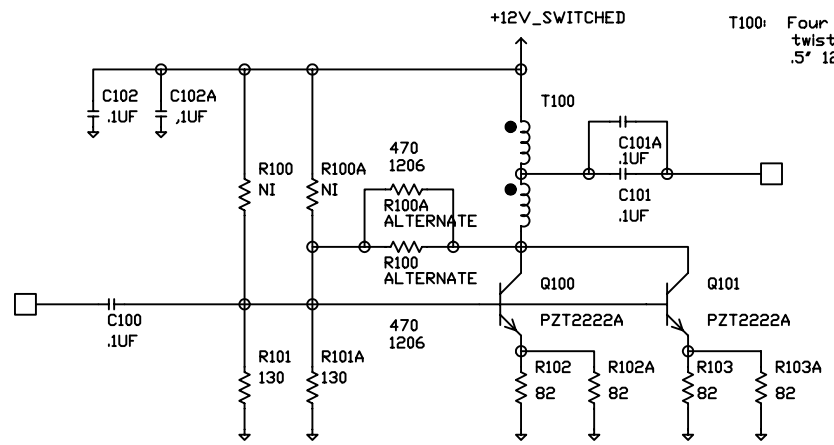 +12V_SWITCHED
T100: Four
twist
.5" 12
C102
.1UF
C102A
,1UF
T100
R100
NI
R100A
NI
470
1206
R100A
ALTERNATE
R100
ALTERNATE
C101A
.1UF
C101
.1UF
C100
.1UF
470
1206
Q100
PZT2222A
Q101
PZT2222A
R101
130
R101A
130
R102
82
R102A
82
R103
82
R103A
82